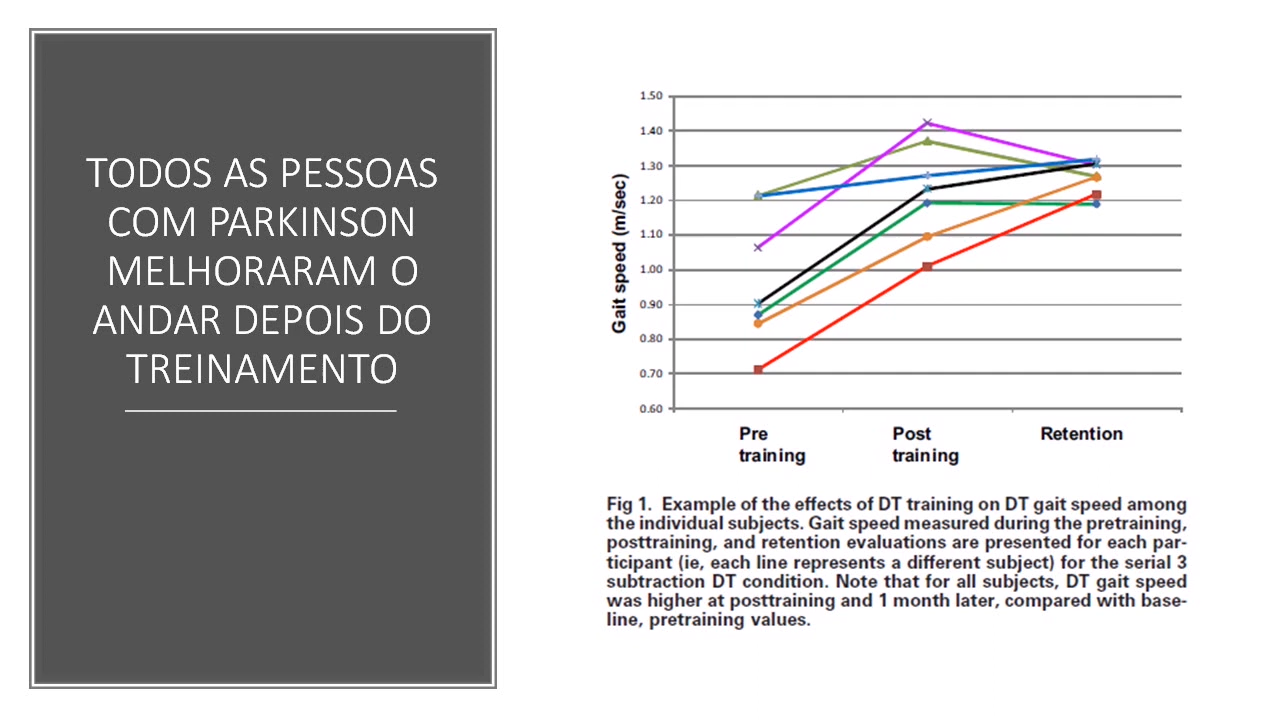 TODOS AS PESSOAS
COM PARKINSON
MELHORARAM O
ANDAR DEPOIS DO
TREINAMENTO
Gait speed (m/sec)
1.50
1.40
1.30
1.20
1.10
1.00
0.90
0.80
0.70
0.60
Pre
training
Post
training
Retention
Fig 1. Example of the effects of DT training on DT gait speed among
the individual subjects. Gait speed measured during the pretraining,
posttraining, and retention evaluations are presented for each par-
ticipant (ie, each line represents a different subject) for the serial 3
subtraction DT condition. Note that for all subjects, DT gait speed
was higher at posttraining and 1 month later, compared with base-
line, pretraining values.